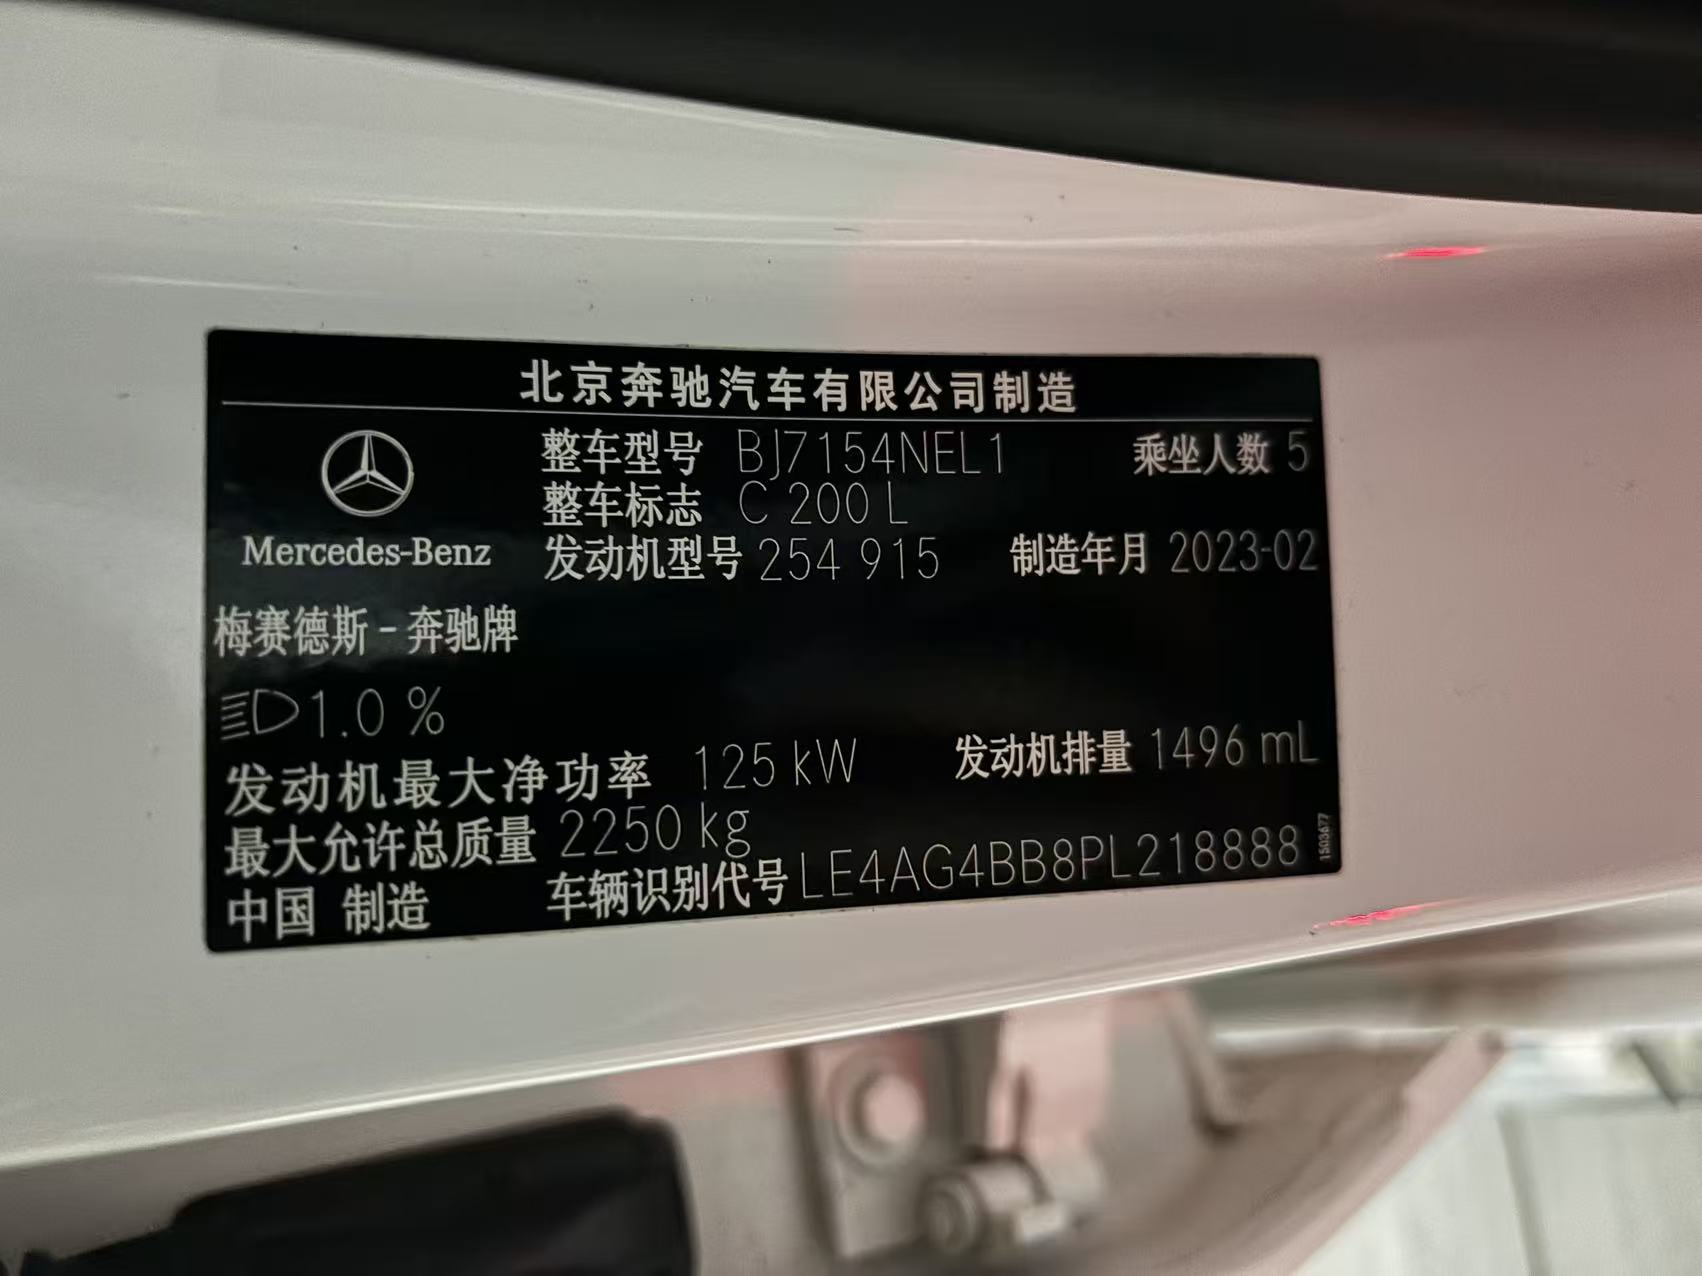 北京奔驰汽车有限公司制造
整车型号 BJ7154NEL1 乘坐人数 5
整车标志 C 200 L
Mercedes-Benz
发动机型号 254 915 制造年月 2023-02
梅赛德斯-奔驰牌
1.0 %
发动机最大净功率 125 kW 发动机排量 1496 mL
最大允许总质量 2250 kg
中国 制造 车辆识别代号 LE4AG4BB8PL218888
1503677